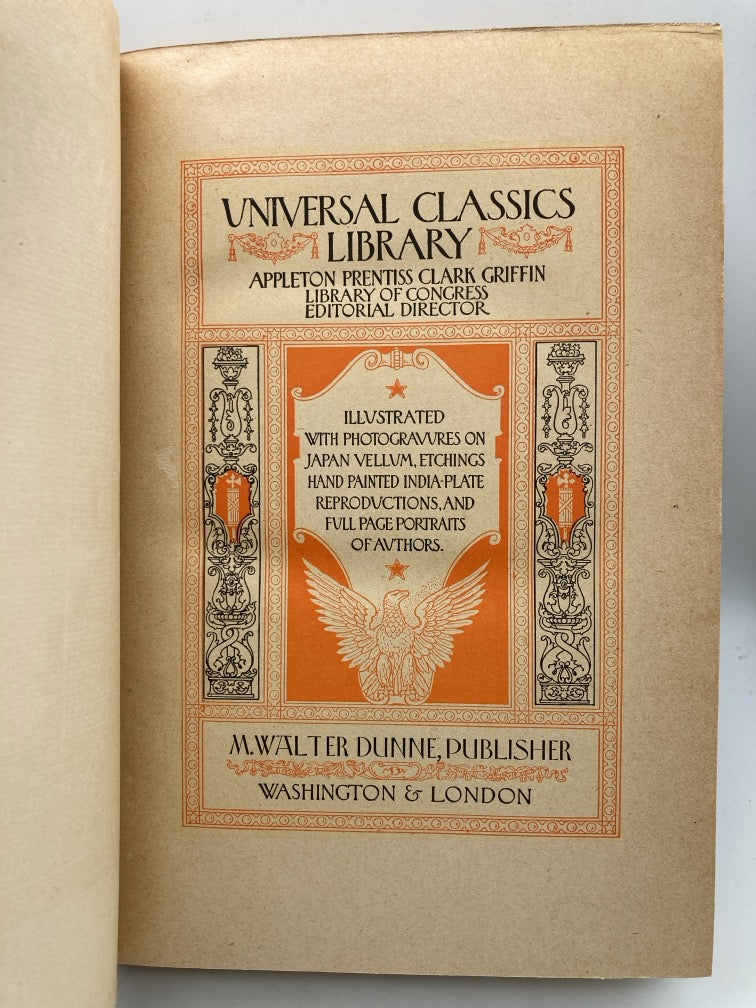 UNIVERSAL CLASSICS
LIBRARY
APPLETON PRENTISS CLARK GRIFFIN
LIBRARY OF CONGRESS
EDITORIAL DIRECTOR
ILLUSTRATED
WITH PHOTOGRAVURES ON
JAPAN VELLUM, ETCHINGS
HAND PAINTED INDIA-PLATE
REPRODUCTIONS, AND
FULL PAGE PORTRAITS
OF AUTHORS.
M. WALTER DUNNE, PUBLISHER
D
WASHINGTON & LONDON